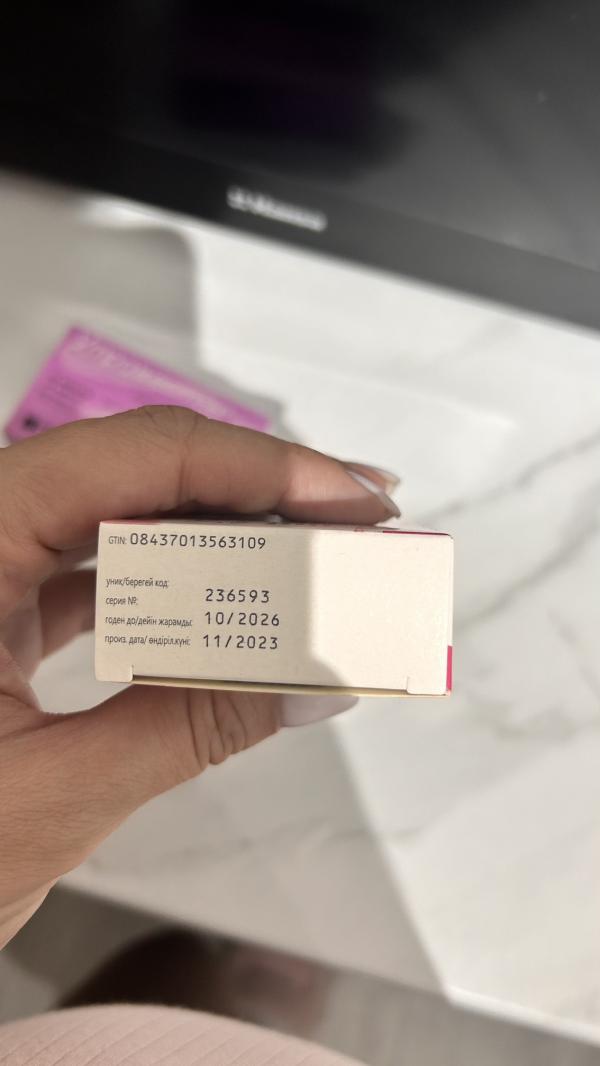 GTIN: 08437013563109
уник/берегей код:
серия №: 236593
годен до/дейін жарамды: 10/2026
произ. дата/ өндіріл.күні: 11/2023